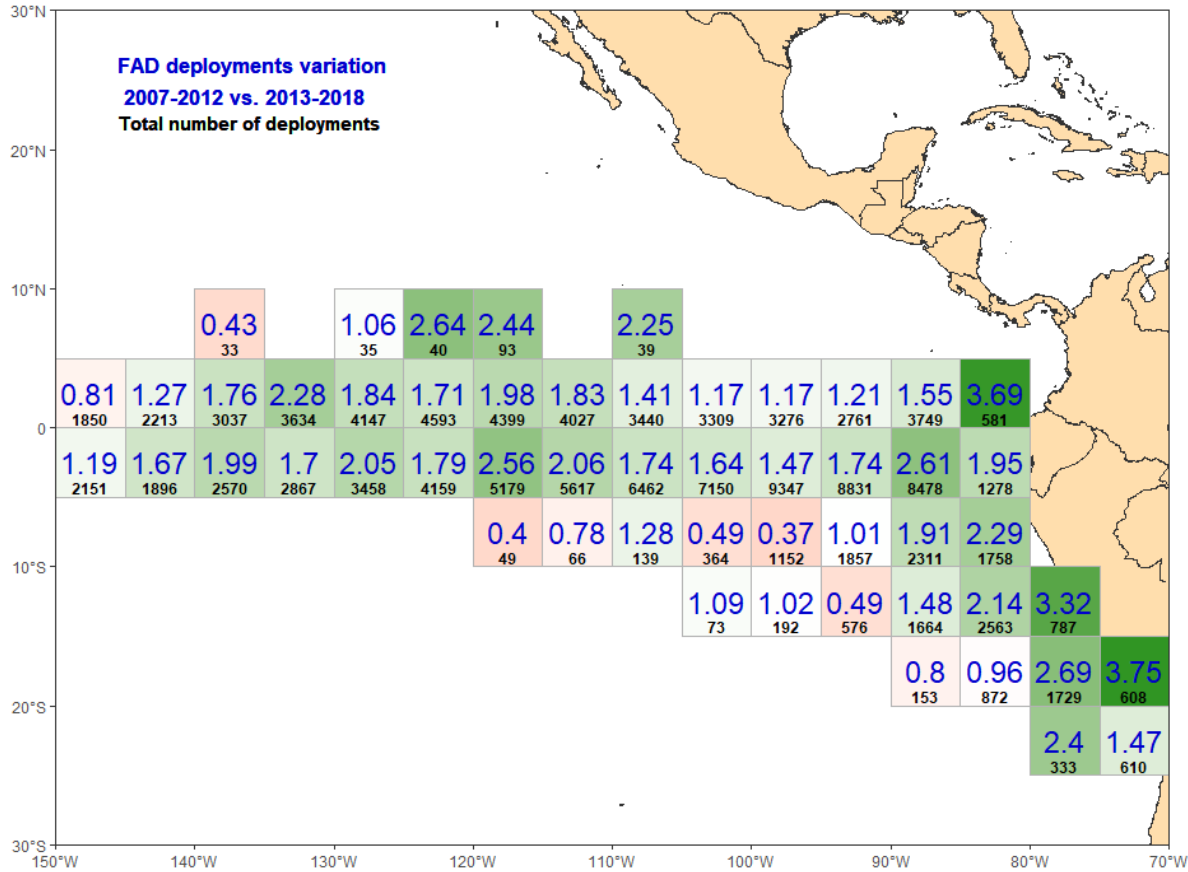 30°N
FAD deployments variation
2007-2012 vs. 2013-2018
Total number of deployments
20°N
10°N
0.43 1.06 2.64 2.44 2.25
33 35 40 93 39
0.81 1.27 1.76 2.28 1.84 1.71 1.98 1.83 1.41 1.17 1.17 1.21 1.55 3.69
1850 2213 3037 3634 4147 4593 4399 4027 3440 3309 3276 2761 3749 581
0
1.19 1.67 1.99 1.7 2.05 1.79 2.56 2.06 1.74 1.64 1.47 1.74 2.61 1.95
2151 1896 2570 2867 3458 4159 5179 5617 6462 7150 9347 8831 8478 1278
0.4 0.78 1.28 0.49 0.37 1.01 1.91 2.29
49 66 139 364 1152 1857 2311 1758
10°S
1.09 1.02 0.49 1.48 2.14 3.32
73 192 576 1664 2563 787
0.8 0.96 2.69 3.75
153 872 1729 608
20°S
2.4 1.47
333 610
30°S
150°W 140°W 130°W 120°W 110°W 100°W 90°W 80°W 70°W